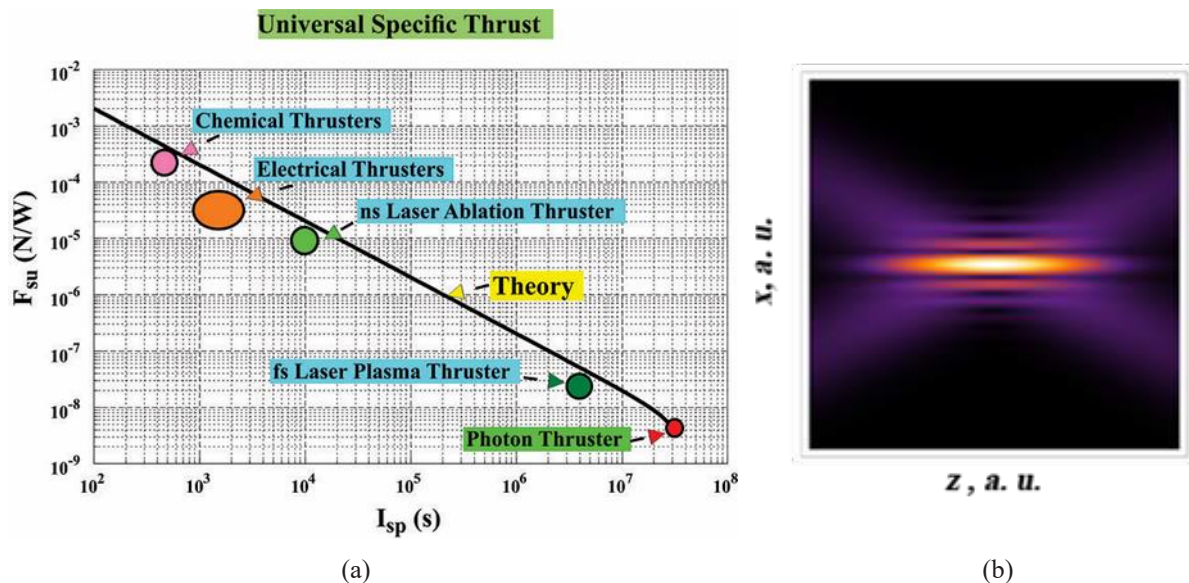 Universal Specific Thrust
10⁻²
10⁻³
10⁻⁴
10⁻⁵
10⁻⁶
10⁻⁷
10⁻⁸
10⁻⁹
F_su (N/W)
Chemical Thrusters
Electrical Thrusters
ns Laser Ablation Thruster
Theory
fs Laser Plasma Thruster
Photon Thruster
10² 10³ 10⁴ 10⁵ 10⁶ 10⁷ 10⁸
I_sp (s)
(a)
x, a. u.
z , a. u.
(b)